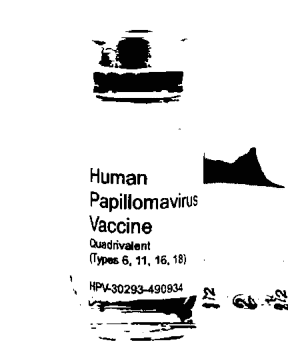 Human
Papillomavirus
Vaccine
Quadrivalent
(Types 6, 11, 16, 18)
HPV-30293-490934